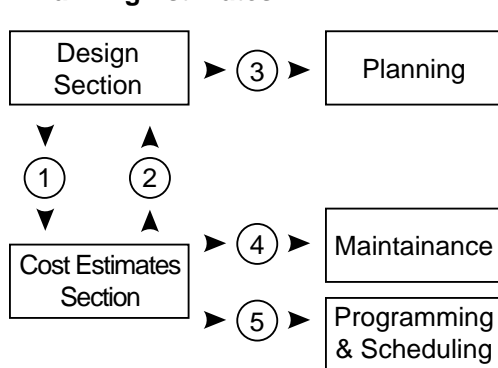 Design
Section
3
Planning
1
2
Cost Estimates
Section
4
Maintainance
5
Programming
& Scheduling